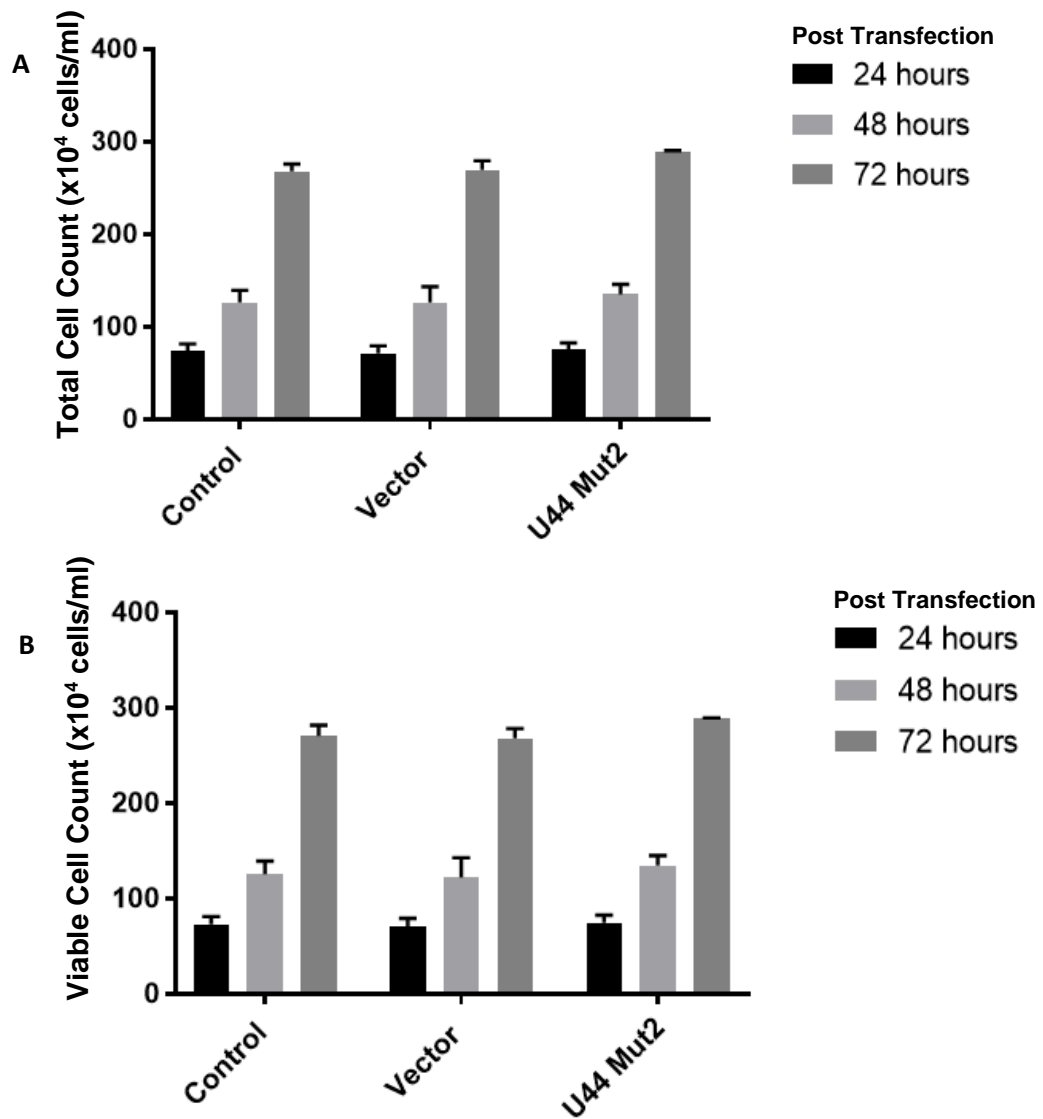 A
Total Cell Count (x10⁴ cells/ml)
400
300
200
100
0
Control
Vector
U44 Mut2
Post Transfection
24 hours
48 hours
72 hours
B
Viable Cell Count (x10⁴ cells/ml)
400
300
200
100
0
Control
Vector
U44 Mut2
Post Transfection
24 hours
48 hours
72 hours